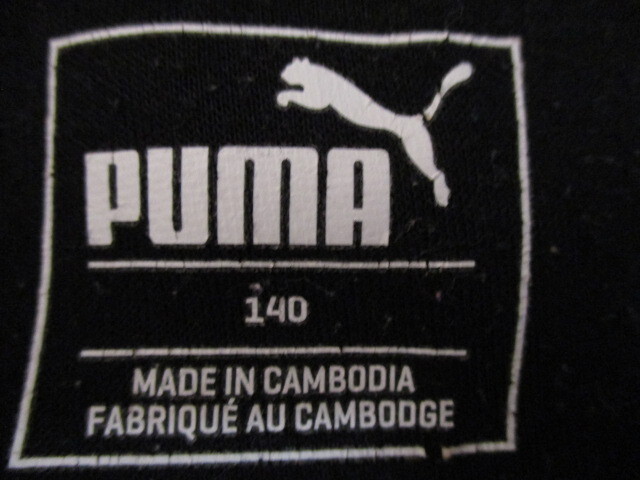 PUMA
140
MADE IN CAMBODIA
FABRIQUÉ AU CAMBODGE